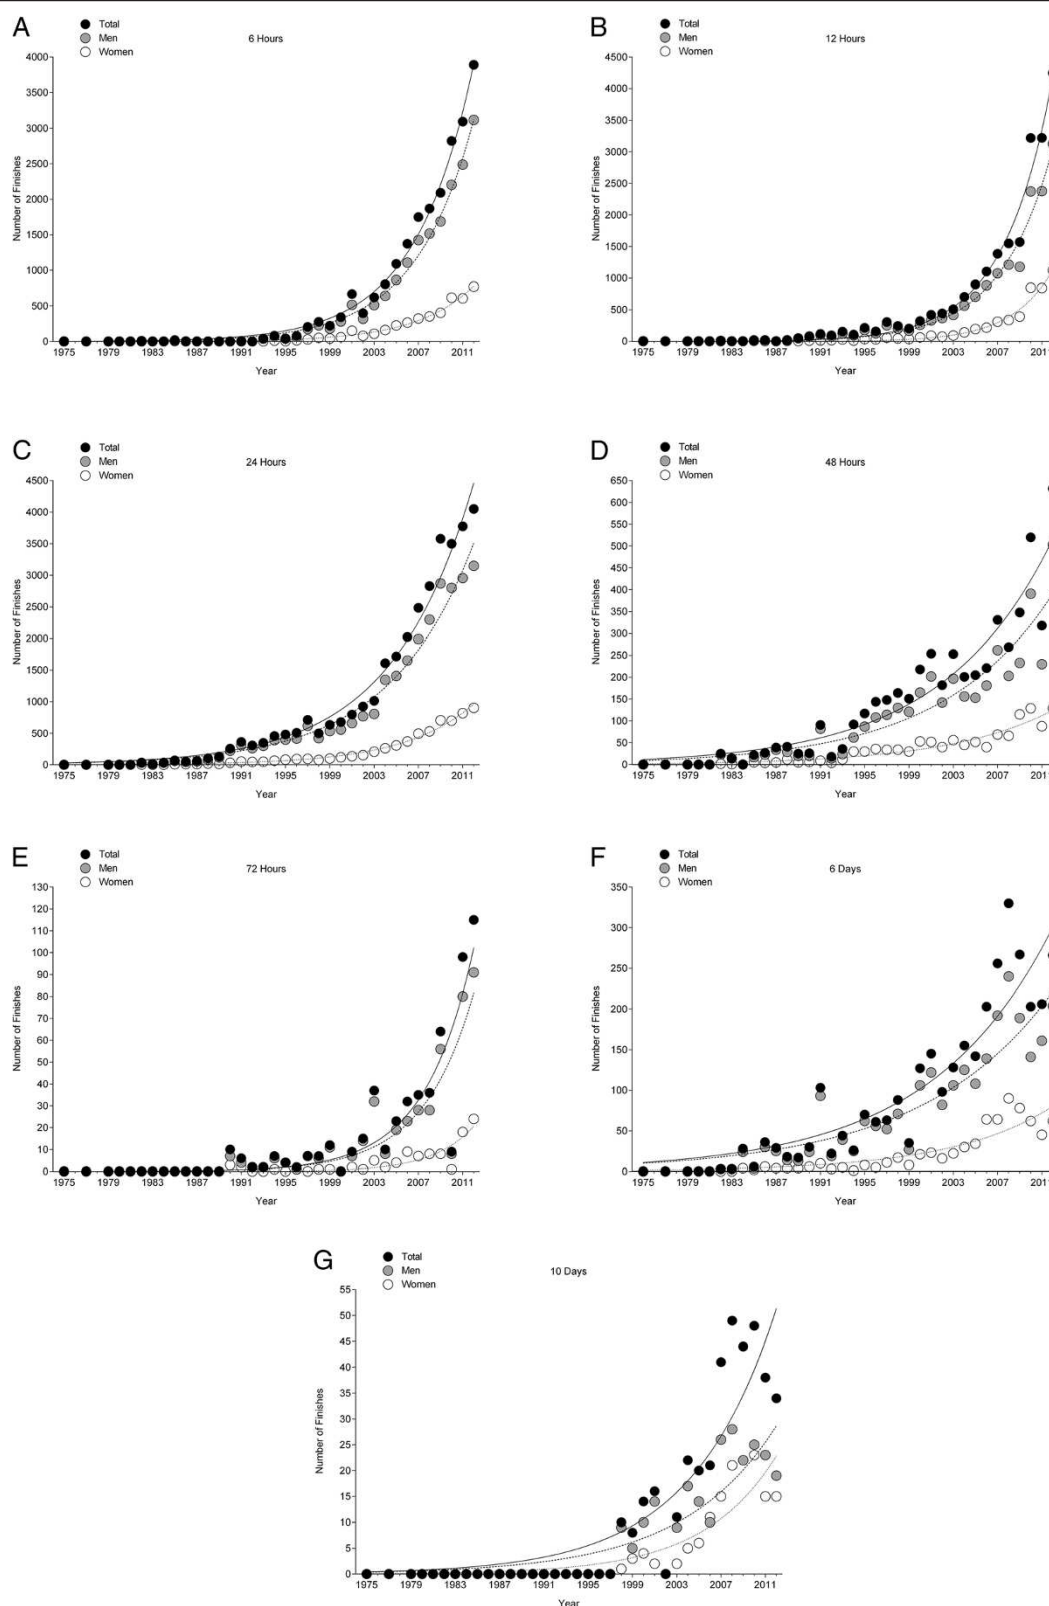 A
Total
Men
Women
6 Hours
4000
3500
3000
2500
2000
1500
1000
500
0
Number of Finishes
1975 1979 1983 1987 1991 1995 1999 2003 2007 2011
Year
B
Total
Men
Women
12 Hours
4500
4000
3500
3000
2500
2000
1500
1000
500
0
Number of Finishes
1975 1979 1983 1987 1991 1995 1999 2003 2007 2011
Year
C
Total
Men
Women
24 Hours
4500
4000
3500
3000
2500
2000
1500
1000
500
0
Number of Finishes
1975 1979 1983 1987 1991 1995 1999 2003 2007 2011
Year
D
Total
Men
Women
48 Hours
650
600
550
500
450
400
350
300
250
200
150
100
50
0
Number of Finishes
1975 1979 1983 1987 1991 1995 1999 2003 2007 2011
Year
E
Total
Men
Women
72 Hours
130
120
110
100
90
80
70
60
50
40
30
20
10
0
Number of Finishes
1975 1979 1983 1987 1991 1995 1999 2003 2007 2011
Year
F
Total
Men
Women
6 Days
350
300
250
200
150
100
50
0
Number of Finishes
1975 1979 1983 1987 1991 1995 1999 2003 2007 2011
Year
G
Total
Men
Women
10 Days
55
50
45
40
35
30
25
20
15
10
5
0
Number of Finishes
1975 1979 1983 1987 1991 1995 1999 2003 2007 2011
Year